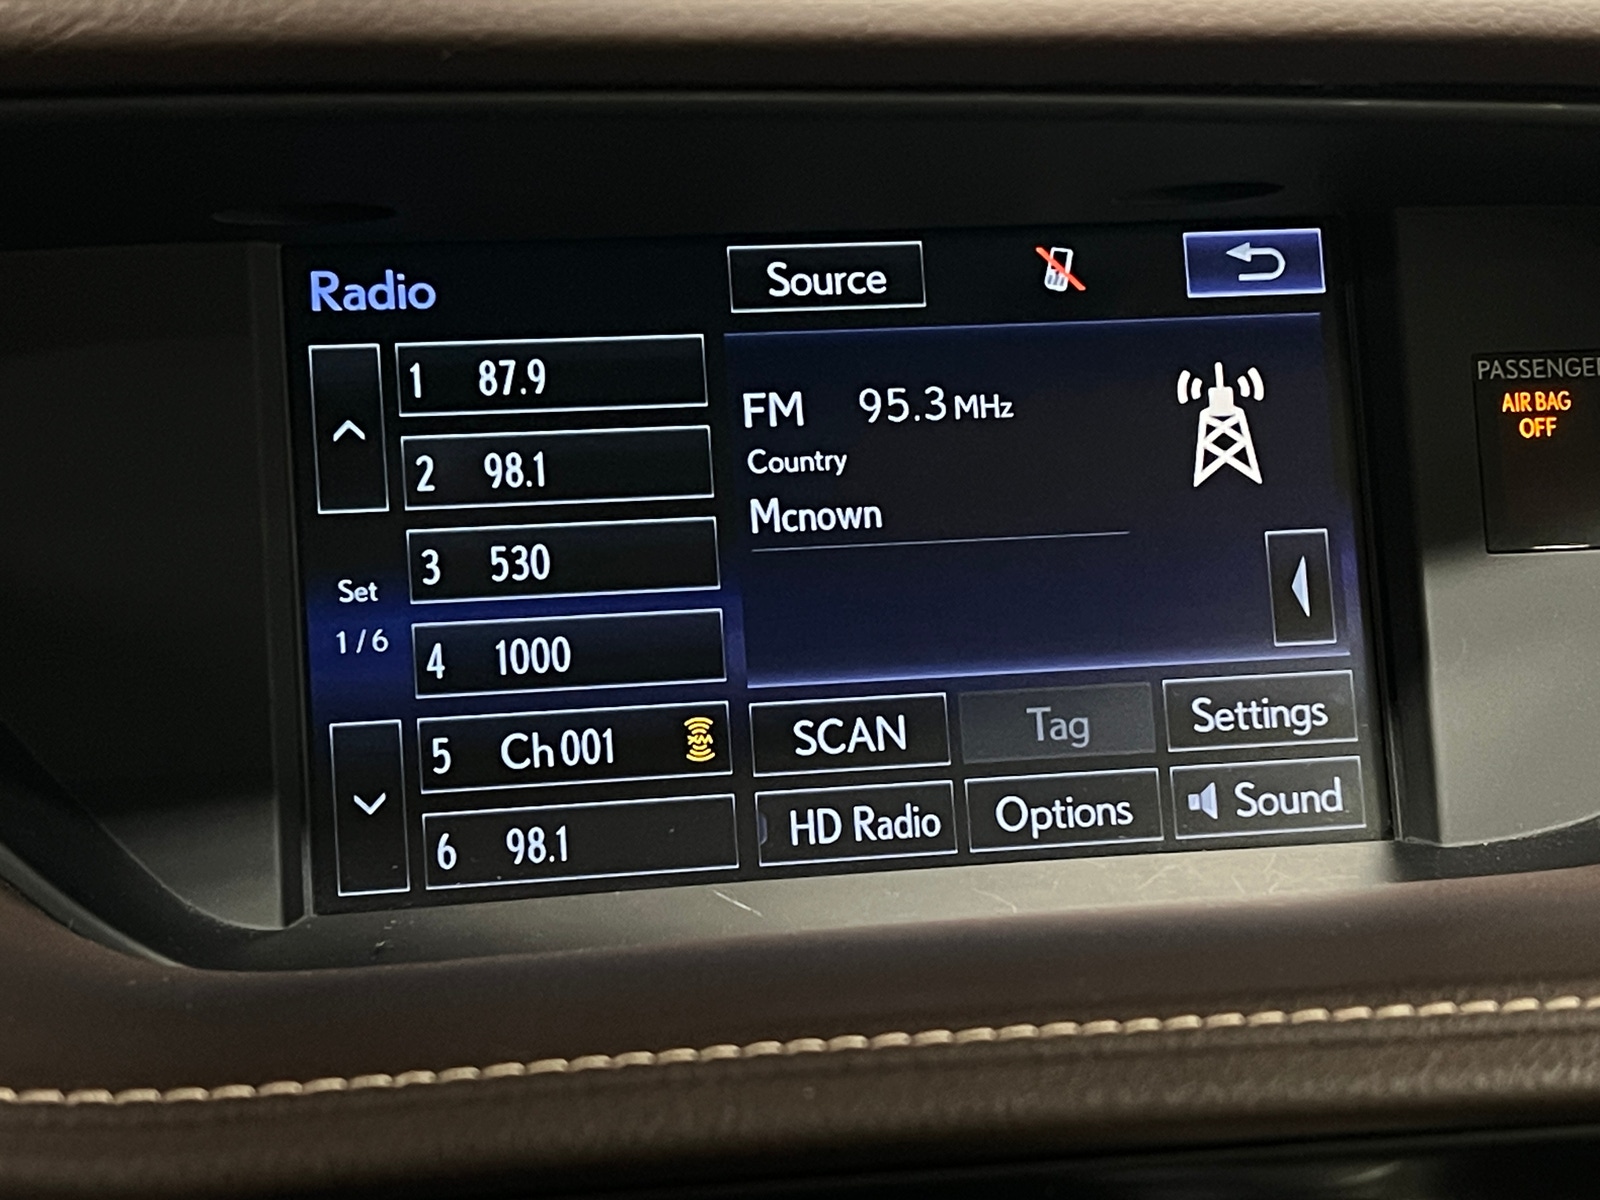 Radio
Source
1 87.9
2 98.1
3 530
4 1000
5 Ch 001 XM
6 98.1
Set
1/6
FM 95.3 MHz
Country
Mcnown
SCAN
Tag
Settings
HD Radio
Options
Sound
PASSENGER
AIR BAG
OFF